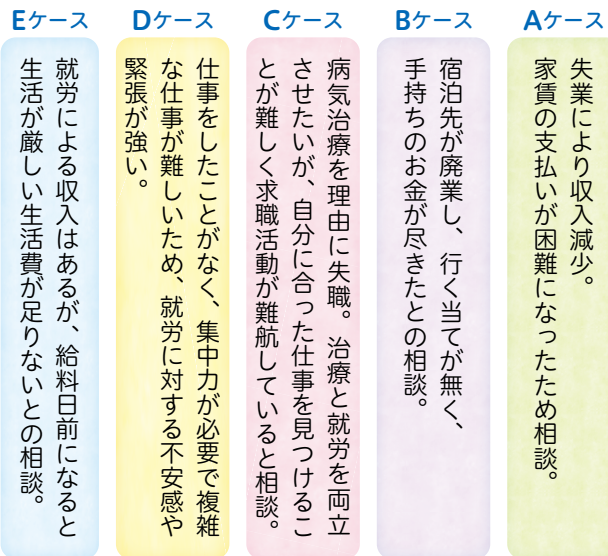 Aケース
失業により収入減少。
家賃の支払いが困難になったため相談。
Bケース
宿泊先が廃業し、行く当てが無く、
手持ちのお金が尽きたとの相談。
Cケース
病気治療を理由に失職。治療と就労を両立
させたいが、自分に合った仕事を見つけるこ
とが難しく求職活動が難航していると相談。
Dケース
仕事をしたことがなく、集中力が必要で複雑
な仕事が難しいため、就労に対する不安感や
緊張が強い。
Eケース
就労による収入はあるが、給料日前になると
生活が厳しい生活費が足りないとの相談。